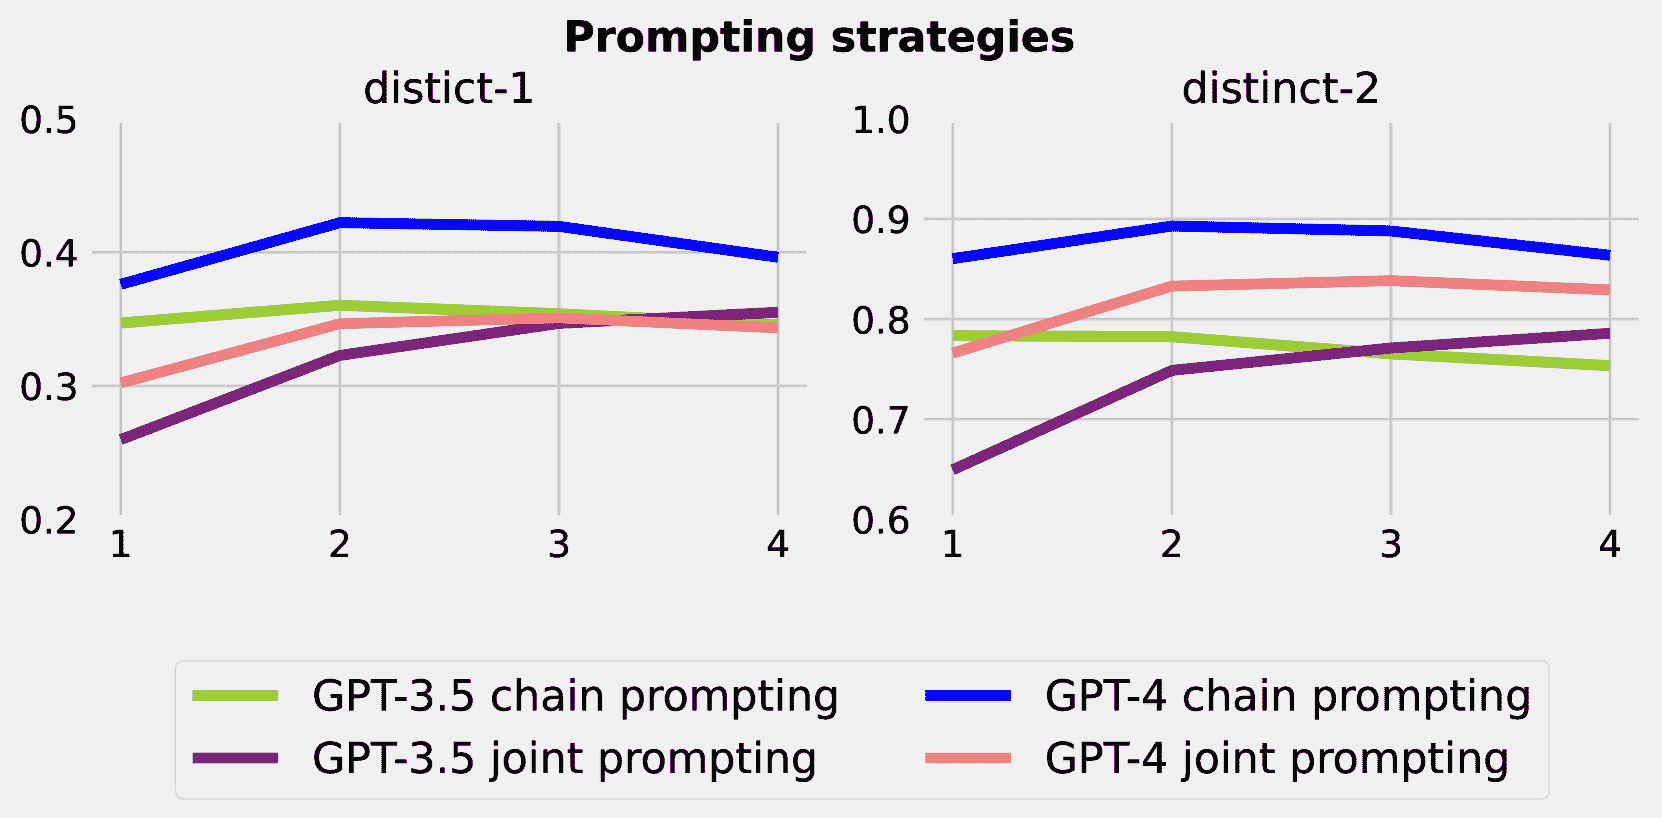 Prompting strategies
distict-1
distinct-2
0.5
0.4
0.3
0.2
1 2 3 4
1.0
0.9
0.8
0.7
0.6
1 2 3 4
GPT-3.5 chain prompting
GPT-3.5 joint prompting
GPT-4 chain prompting
GPT-4 joint prompting